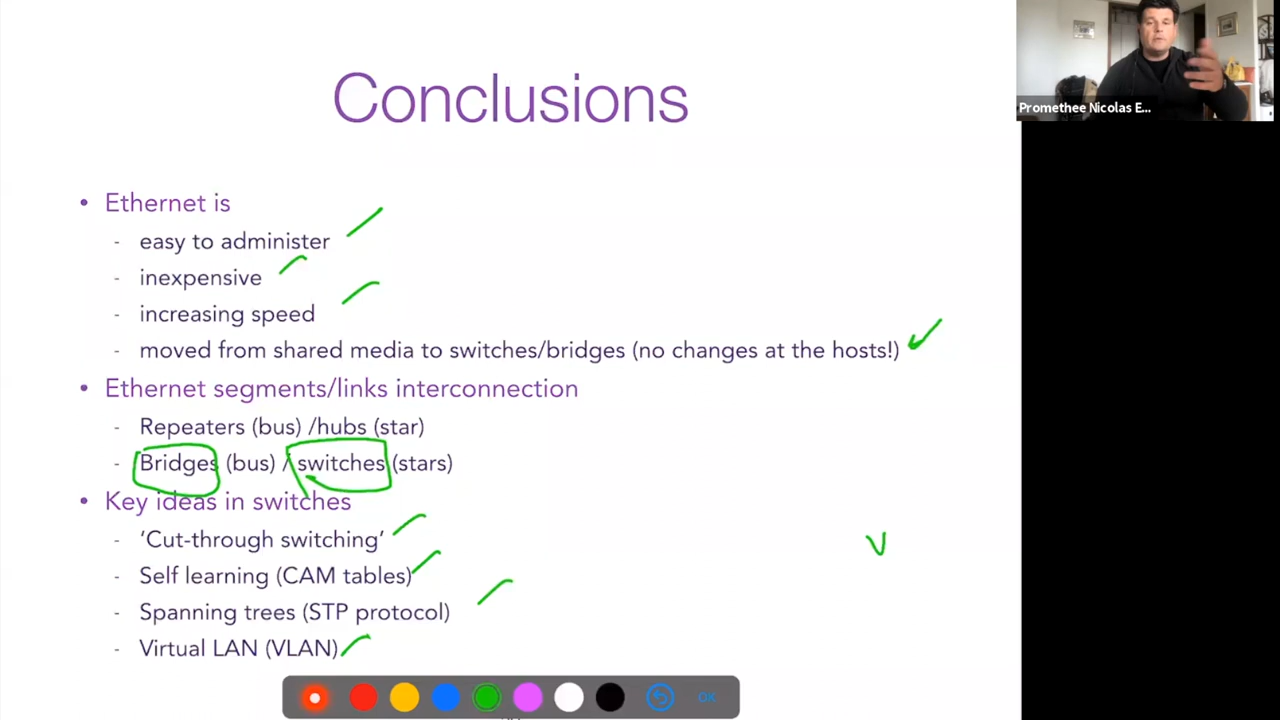 Conclusions
Promethee Nicolas E...
• Ethernet is
- easy to administer
- inexpensive
- increasing speed
- moved from shared media to switches/bridges (no changes at the hosts!)
• Ethernet segments/links interconnection
- Repeaters (bus) /hubs (star)
- Bridges (bus) / switches (stars)
• Key ideas in switches
- ‘Cut-through switching’
- Self learning (CAM tables)
- Spanning trees (STP protocol)
- Virtual LAN (VLAN)
V
OK